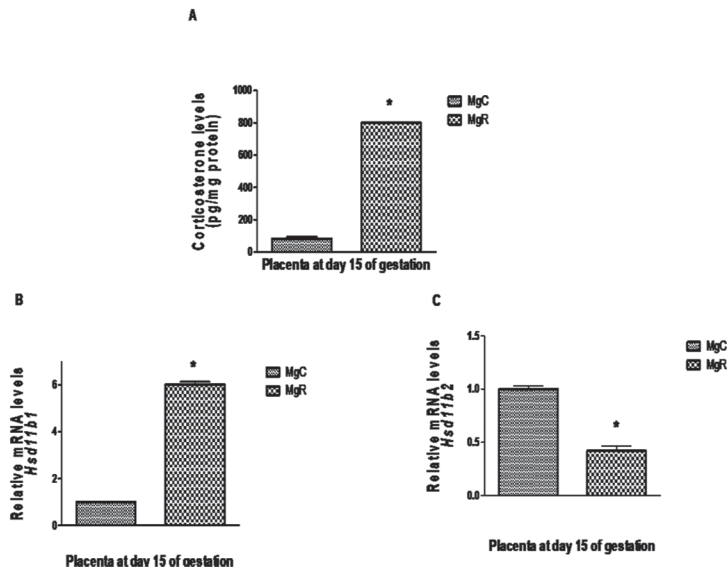 A
Corticosterone levels
(pg/mg protein)
1000
800
600
400
200
0
*
MgC
MgR
Placenta at day 15 of gestation
B
Relative mRNA levels
Hsd11b1
6
4
2
0
*
MgC
MgR
Placenta at day 15 of gestation
C
Relative mRNA levels
Hsd11b2
1.5
1.0
0.5
0.0
*
MgC
MgR
Placenta at day 15 of gestation